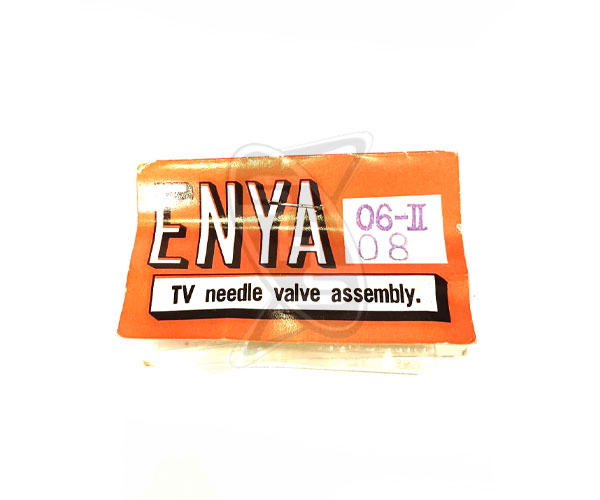 ENYA
06-II
08
TV needle valve assembly.